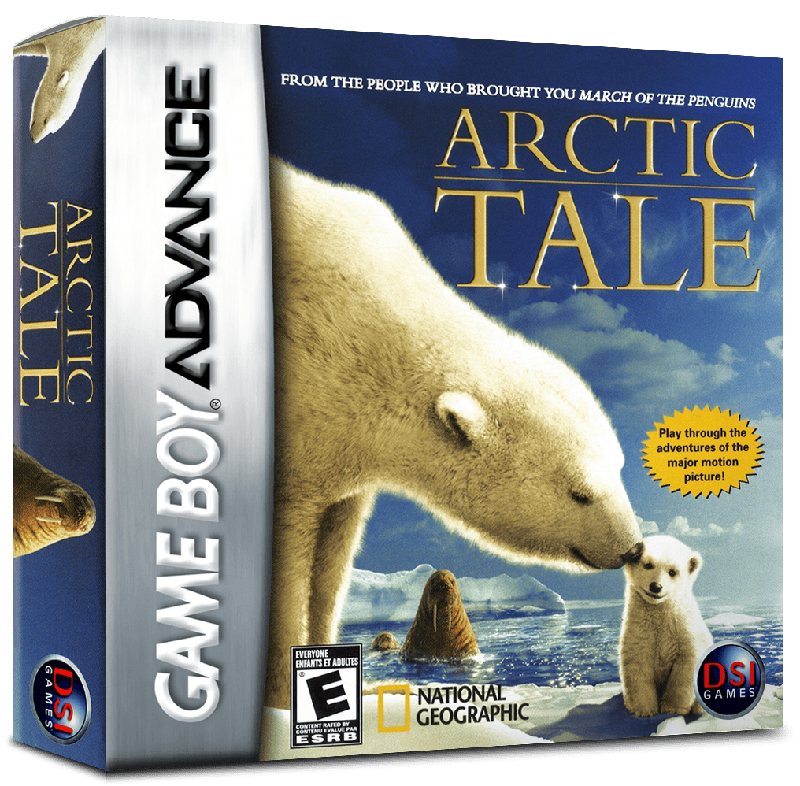 FROM THE PEOPLE WHO BROUGHT YOU MARCH OF THE PENGUINS
ARCTIC
TALE
GAME BOY ADVANCE
ARCTIC
TALE
Play through the
adventures of the
major motion
picture!
EVERYONE
ENFANTS ET ADULTES
E
CONTENT RATED BY
CONTENU ÉVALUÉ PAR
ESRB
NATIONAL
GEOGRAPHIC
DSI
GAMES
DSI
GAMES